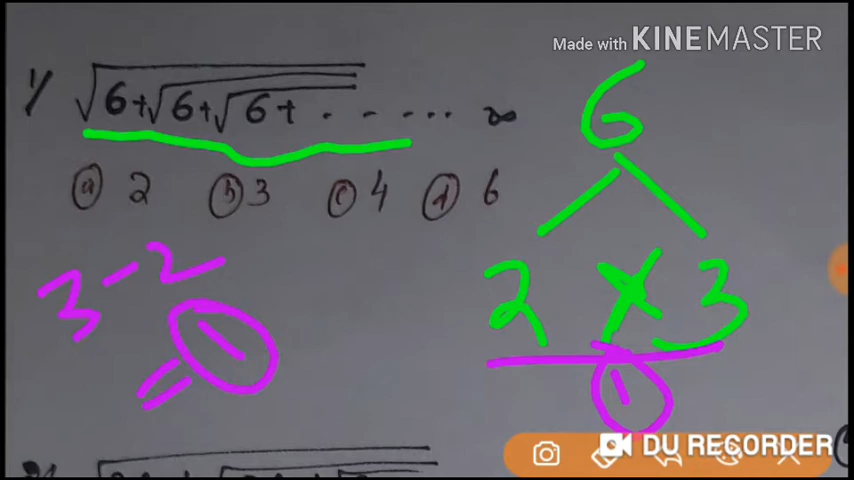 Made with KINEMASTER
1) √6+√6+√6+ . - - ... ∞
6
(a) 2 (b) 3 (c) 4 (d) 6
3-2
2 × 3
= 1
1
DU RECORDER